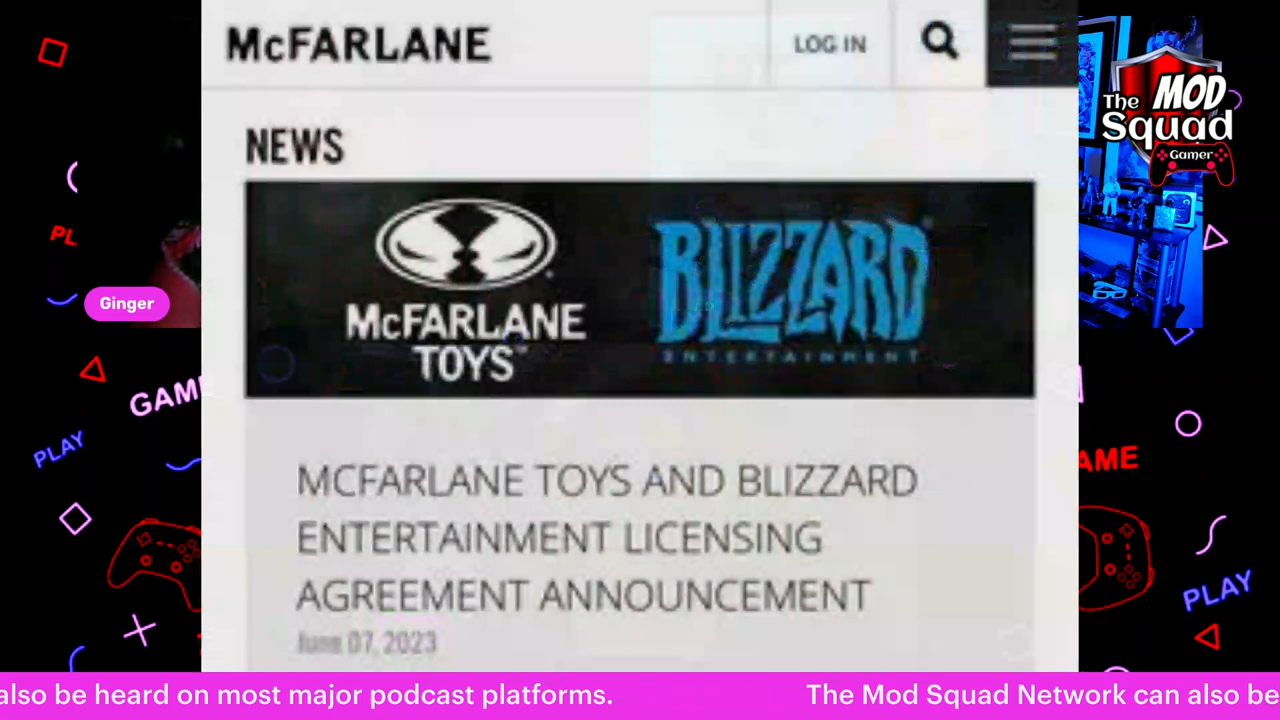 McFARLANE
LOG IN
NEWS
McFARLANE
TOYS™
BLIZZARD®
ENTERTAINMENT
MCFARLANE TOYS AND BLIZZARD
ENTERTAINMENT LICENSING
AGREEMENT ANNOUNCEMENT
June 07, 2023
The MOD
Squad
Gamer
Ginger
PL
GAM
PLAY
AME
PLAY
also be heard on most major podcast platforms.
The Mod Squad Network can also be